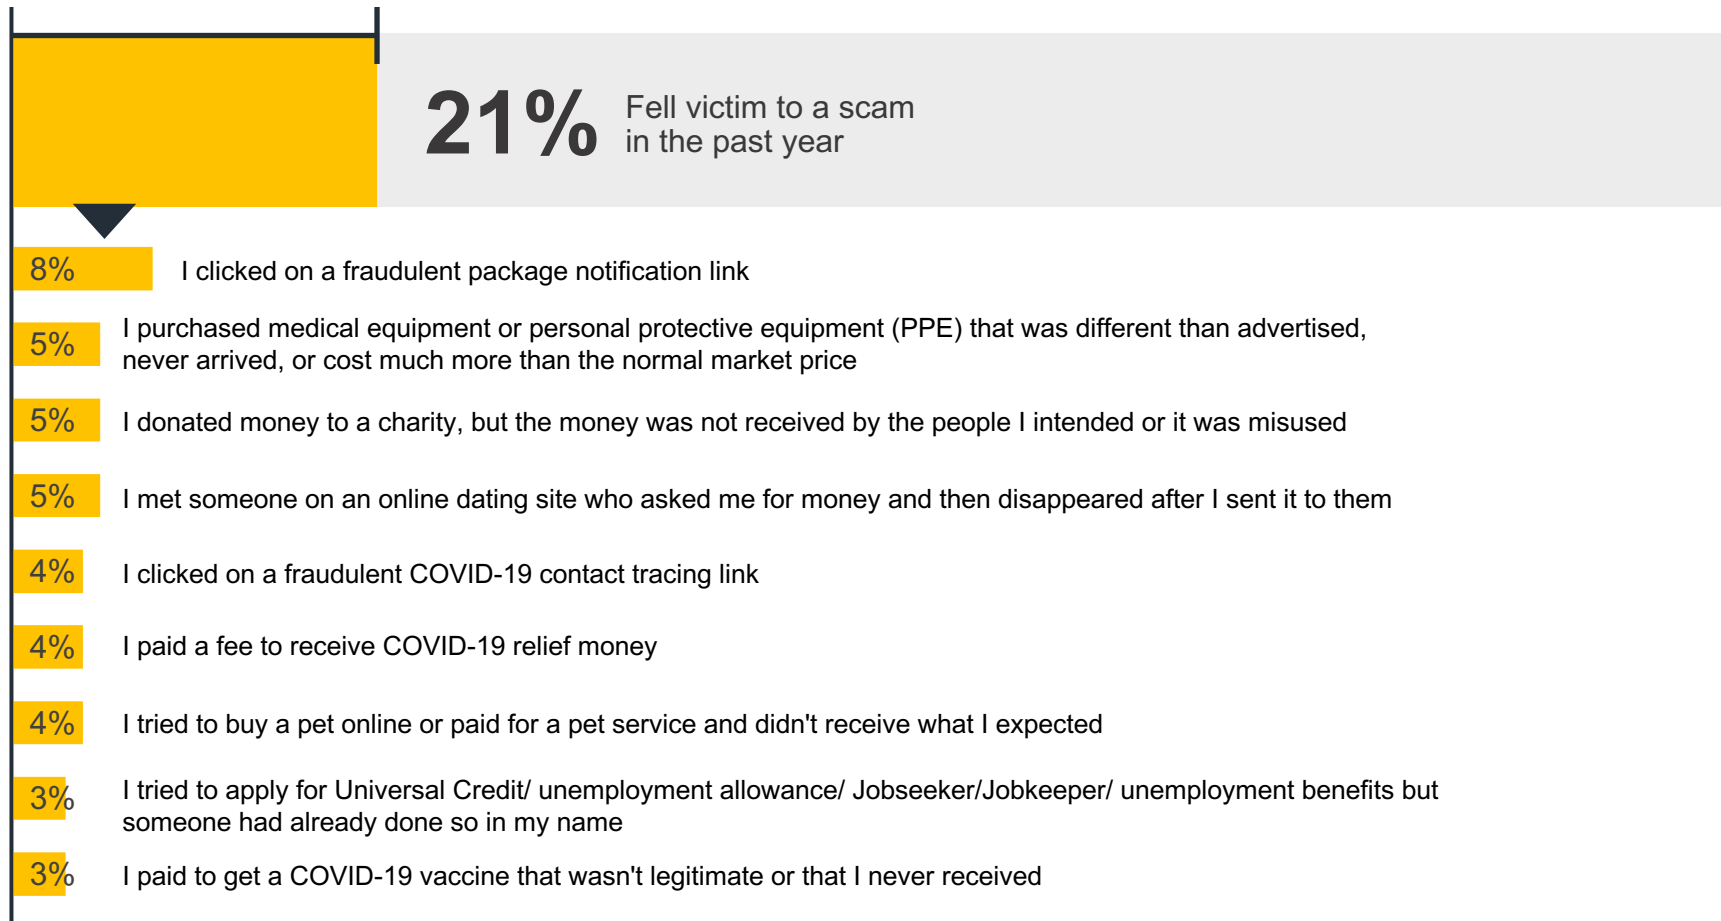 21%
Fell victim to a scam
in the past year
8%
I clicked on a fraudulent package notification link
5%
I purchased medical equipment or personal protective equipment (PPE) that was different than advertised,
never arrived, or cost much more than the normal market price
5%
I donated money to a charity, but the money was not received by the people I intended or it was misused
5%
I met someone on an online dating site who asked me for money and then disappeared after I sent it to them
4%
I clicked on a fraudulent COVID-19 contact tracing link
4%
I paid a fee to receive COVID-19 relief money
4%
I tried to buy a pet online or paid for a pet service and didn't receive what I expected
3%
I tried to apply for Universal Credit/ unemployment allowance/ Jobseeker/Jobkeeper/ unemployment benefits but
someone had already done so in my name
3%
I paid to get a COVID-19 vaccine that wasn't legitimate or that I never received